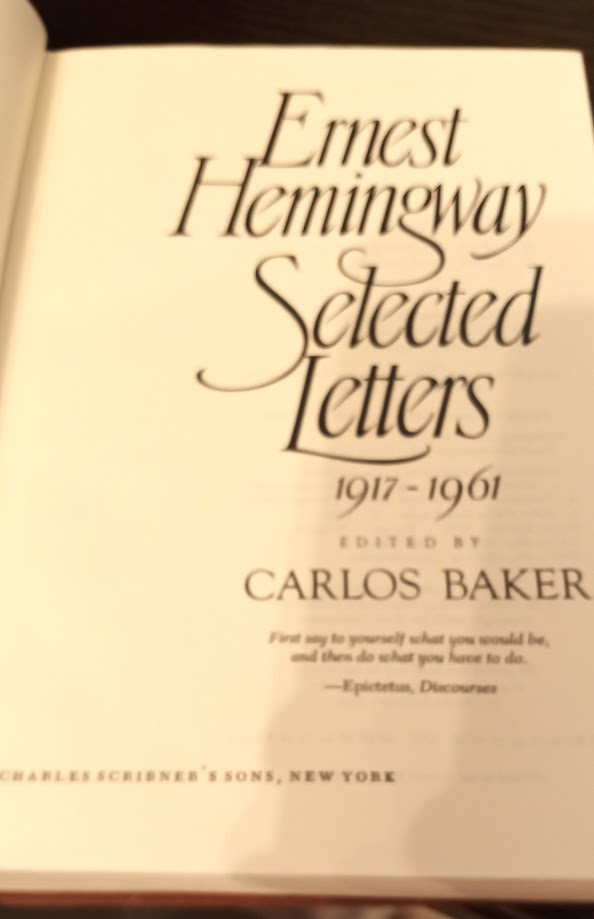 Ernest
Hemingway
Selected
Letters
1917 - 1961
EDITED BY
CARLOS BAKER
First say to yourself what you would be,
and then do what you have to do.
—Epictetus, Discourses
CHARLES SCRIBNER'S SONS, NEW YORK